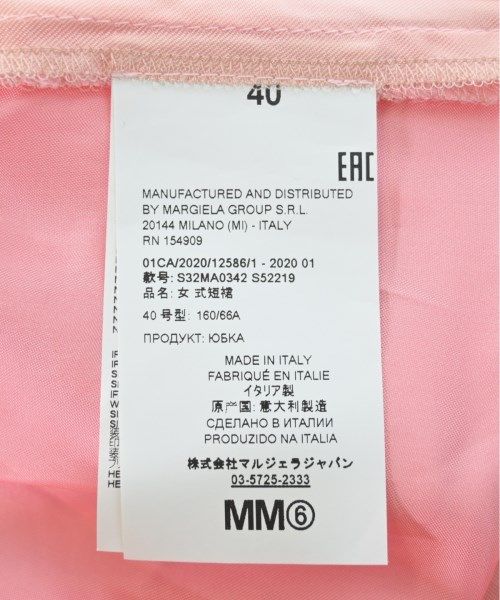 40
EAC
MANUFACTURED AND DISTRIBUTED
BY MARGIELA GROUP S.R.L.
20144 MILANO (MI) - ITALY
RN 154909
01CA/2020/12586/1 - 2020 01
款号: S32MA0342 S52219
品名: 女 式短裙
40 号型: 160/66A
ПРОДУКТ: ЮБКА
MADE IN ITALY
FABRIQUÉ EN ITALIE
イタリア製
原产国: 意大利製造
СДЕЛАНО В ИТАЛИИ
PRODUZIDO NA ITALIA
株式会社マルジェラジャパン
03-5725-2333
MM⑥